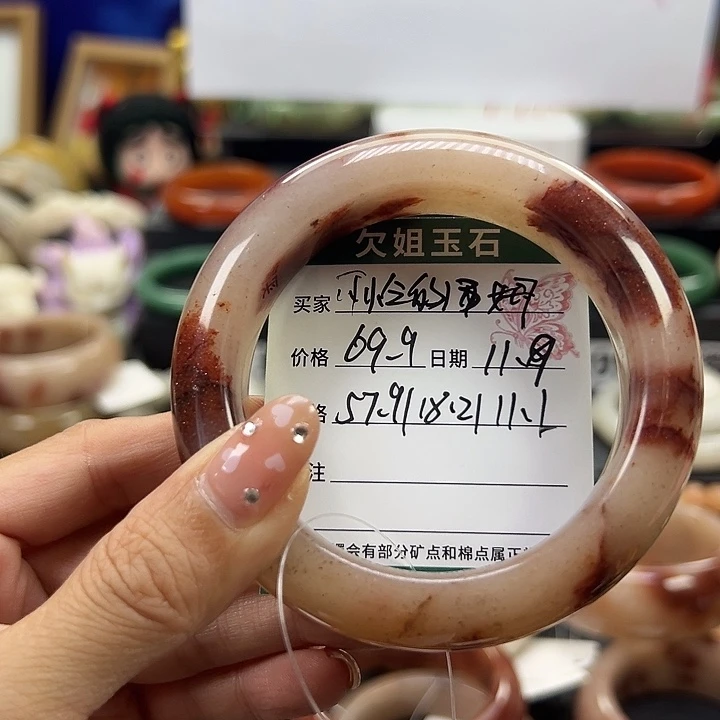 欠姐玉石
买家
价格 69.9 日期 11.9
格 57.9/18.2/11.1
注
会有部分矿点和棉点属正